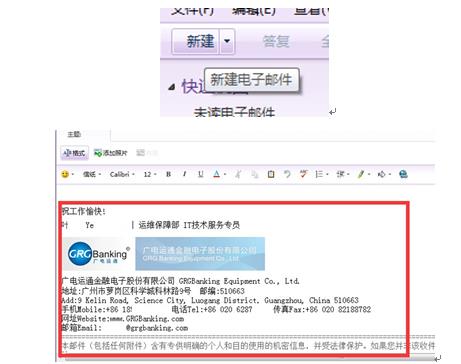 文件(F) 编辑(E) 查看(V)
新建 答复 全
新建电子邮件
快速
未读电子邮件
主题:
格式 添加照片
信纸 Calibri 12 B I U A
祝工作愉快!
叶 Ye | 运维保障部 IT技术服务专员
GRGBanking 广电运通金融电子股份有限公司
广电运通 GRG Banking Equipment Co., Ltd.
广电运通金融电子股份有限公司 GRGBanking Equipment Co., Ltd.
地址:广州市萝岗区科学城科林路9号 邮编:510663
Add:9 Kelin Road, Science City, Luogang District, Guangzhou, China 510663
手机Mobile:+86 18 电话Tel:+86 020 6287 传真Fax:+86 020 82188782
网址Website:www.GRGBanking.com
邮箱Email: @grgbanking.com
本邮件(包括任何附件)含有专供明确的个人和目的使用的机密信息,并受法律保护。如果您并非该收件